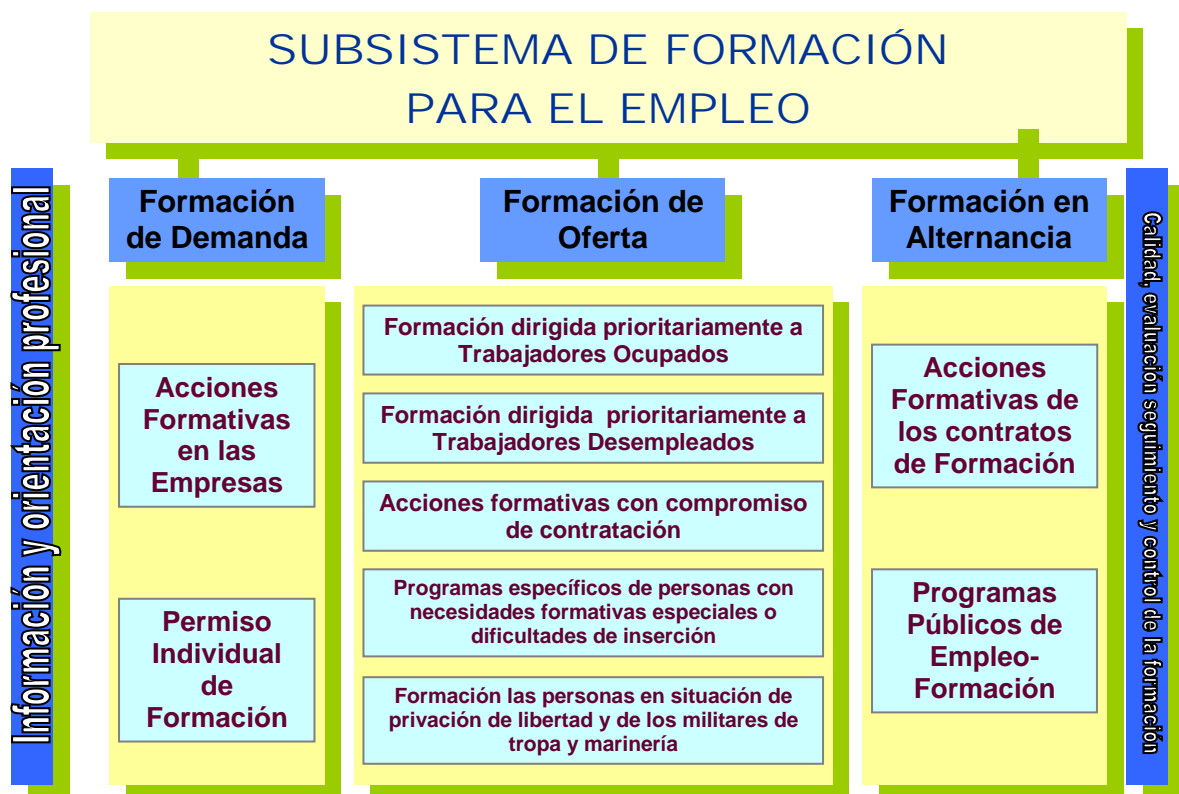 SUBSISTEMA DE FORMACIÓN
PARA EL EMPLEO
Información y orientación profesional
Formación
de Demanda
Acciones
Formativas
en las
Empresas
Permiso
Individual
de
Formación
Formación de
Oferta
Formación dirigida prioritariamente a
Trabajadores Ocupados
Formación dirigida prioritariamente a
Trabajadores Desempleados
Acciones formativas con compromiso
de contratación
Programas específicos de personas con
necesidades formativas especiales o
dificultades de inserción
Formación las personas en situación de
privación de libertad y de los militares de
tropa y marinería
Formación en
Alternancia
Acciones
Formativas de
los contratos
de Formación
Programas
Públicos de
Empleo-
Formación
Calidad, evaluación seguimiento y control de la formación